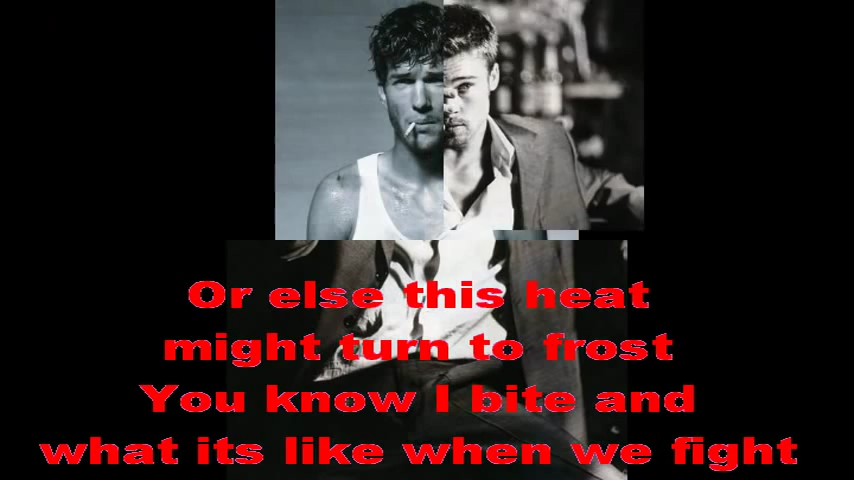 Or else this heat
might turn to frost
You know I bite and
what its like when we fight